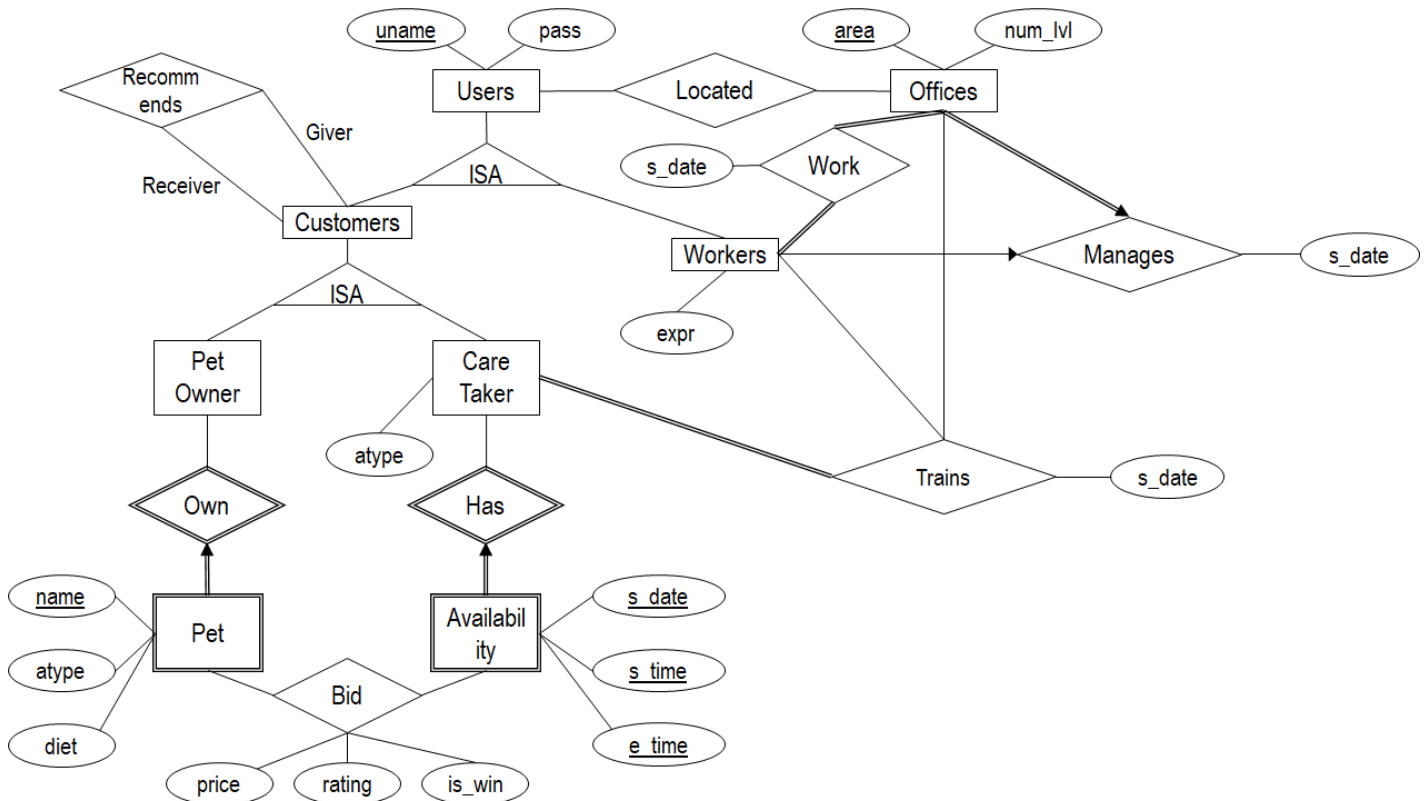 uname
pass
area
num_lvl
Recomm
ends
Users
Located
Offices
Giver
s_date
Work
ISA
Receiver
Customers
Workers
Manages
s_date
ISA
expr
Pet
Owner
Care
Taker
atype
Trains
s_date
Own
Has
name
s_date
Pet
Availabil
ity
atype
s_time
Bid
diet
e_time
price
rating
is_win